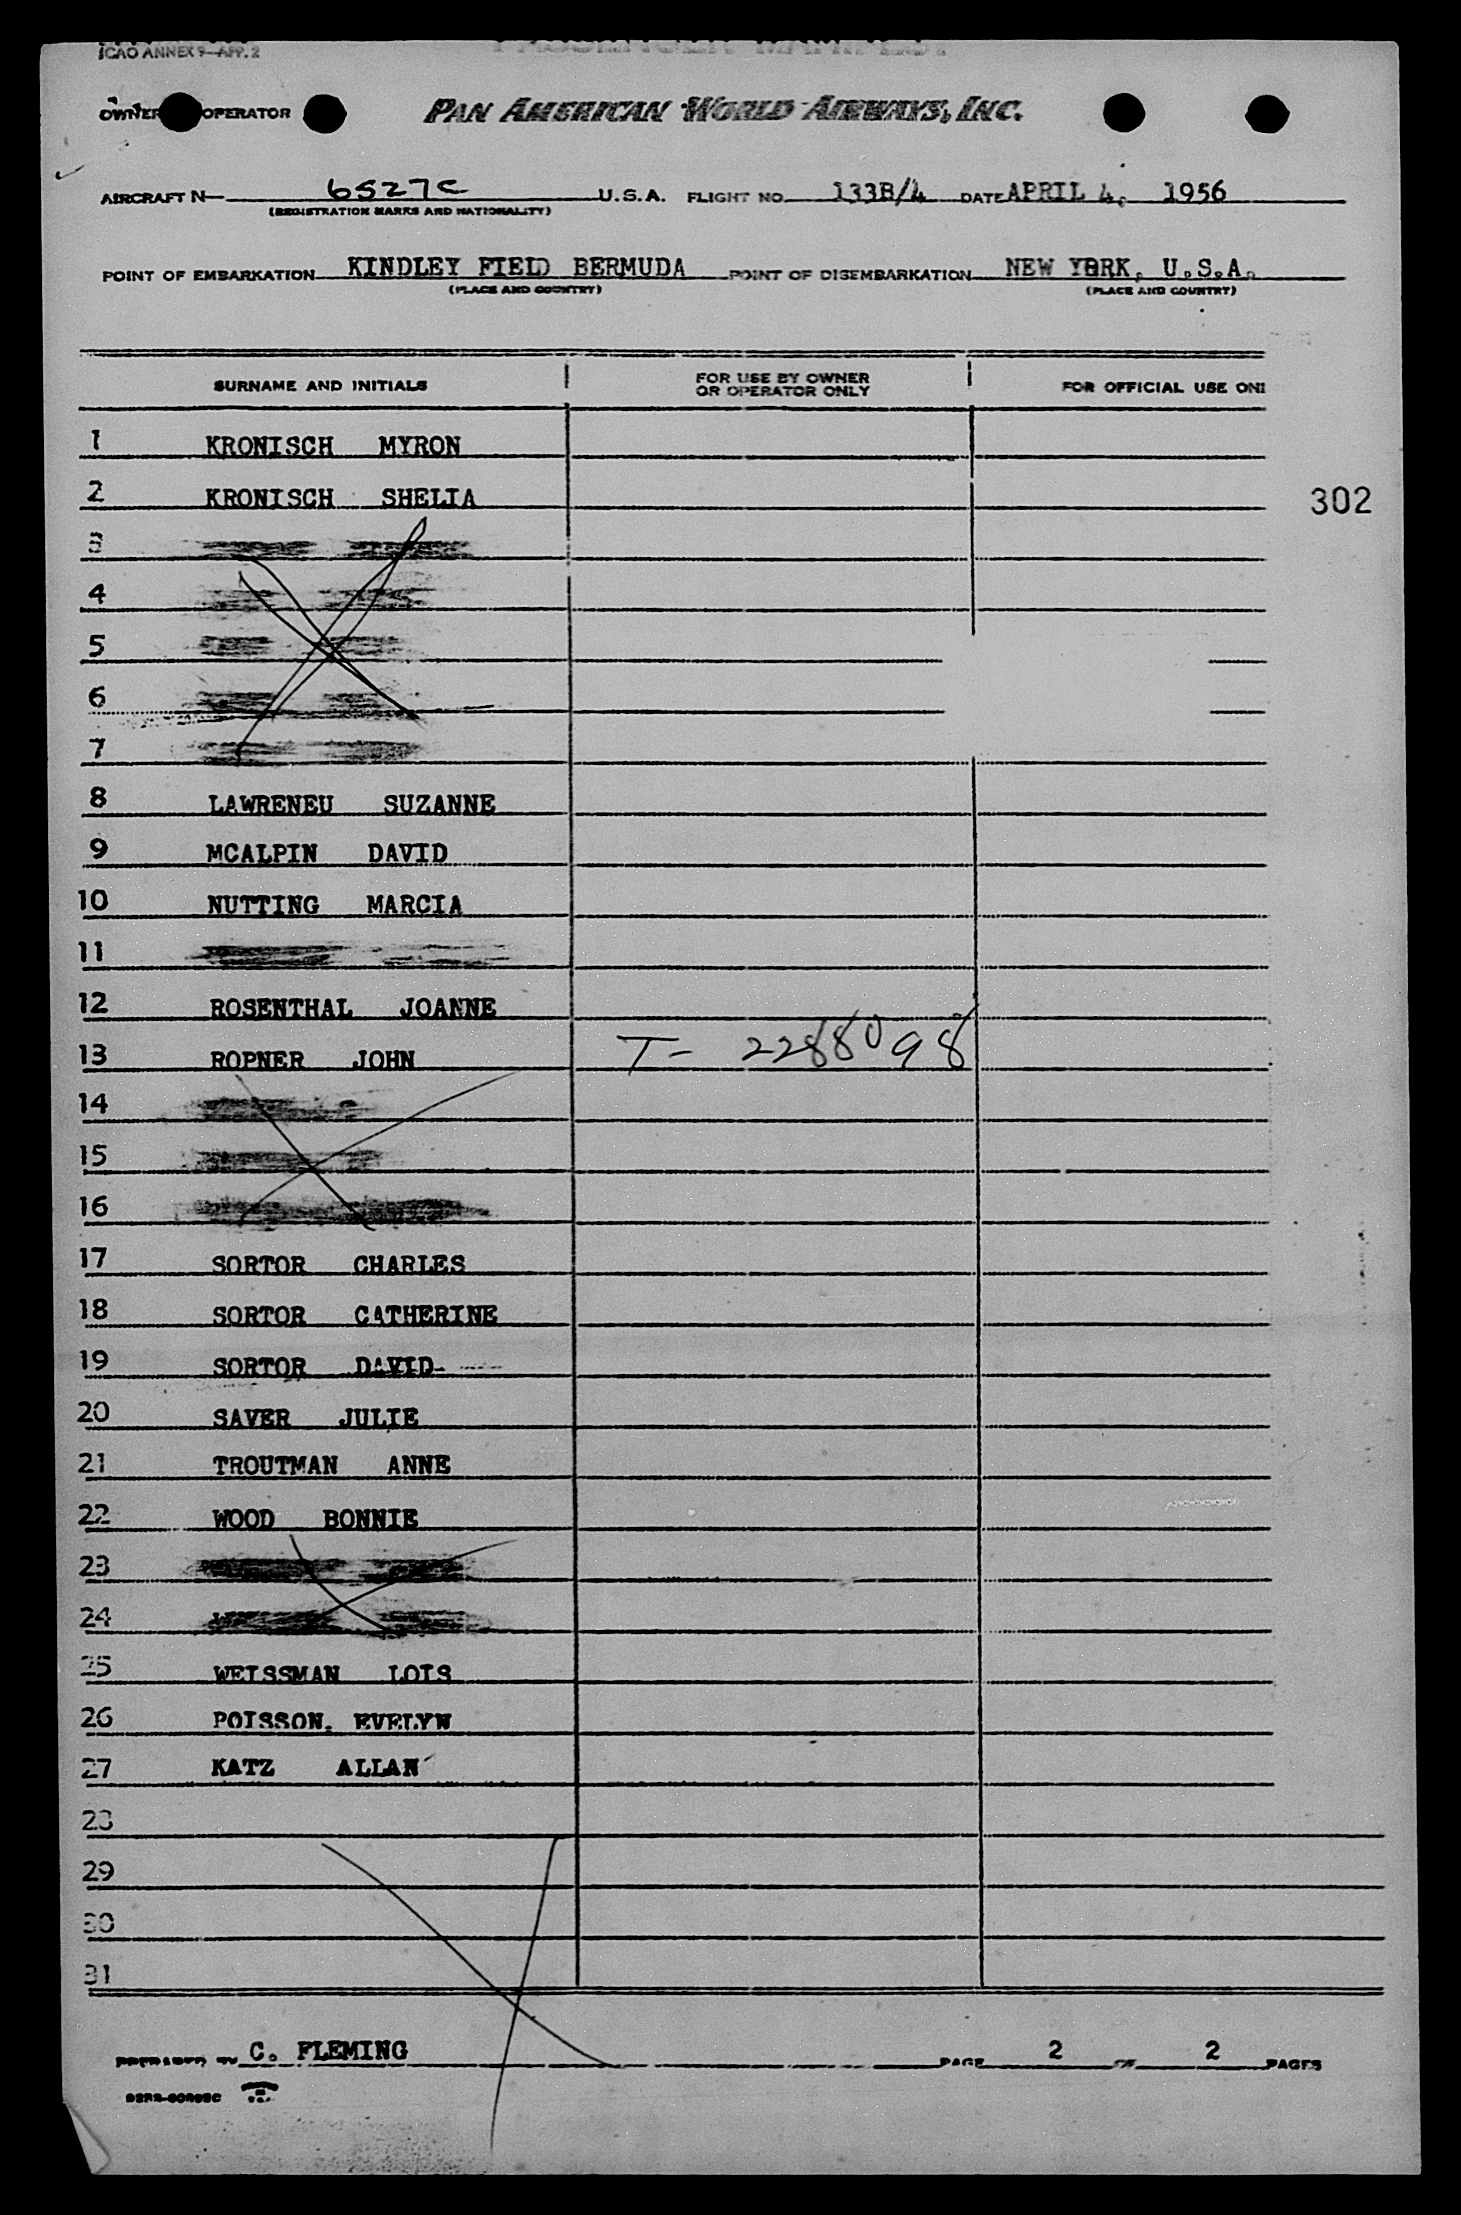 ICAO ANNEX 9—APP. 2
OWNER OPERATOR PAN AMERICAN WORLD AIRWAYS, INC.
AIRCRAFT N— 6527C U.S.A. FLIGHT NO. 133B/4 DATE APRIL 4, 1956
(REGISTRATION MARKS AND NATIONALITY)
POINT OF EMBARKATION KINDLEY FIELD BERMUDA POINT OF DISEMBARKATION NEW YORK, U.S.A.
(PLACE AND COUNTRY) (PLACE AND COUNTRY)
SURNAME AND INITIALS FOR USE BY OWNER OR OPERATOR ONLY FOR OFFICIAL USE ONL
1 KRONISCH MYRON
2 KRONISCH SHELIA
302
3
4
5
6
7
8 LAWRENEU SUZANNE
9 MCALPIN DAVID
10 NUTTING MARCIA
11
12 ROSENTHAL JOANNE
13 ROPNER JOHN T- 2288098
14
15
16
17 SORTOR CHARLES
18 SORTOR CATHERINE
19 SORTOR DAVID
20 SAVER JULIE
21 TROUTMAN ANNE
22 WOOD BONNIE
23
24
25 WEISSMAN LOIS
26 POISSON, EVELYN
27 KATZ ALLAN
28
29
30
31
C. FLEMING PAGE 2 OF 2 PAGES